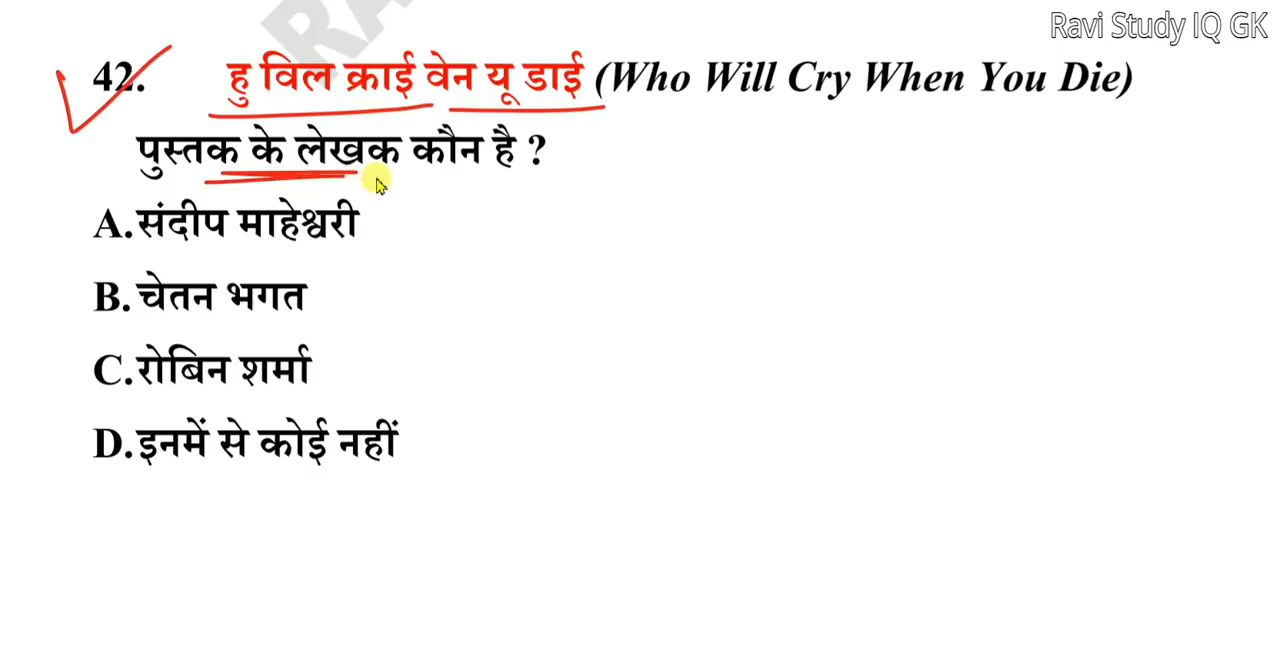 Ravi Study IQ GK
42. हु विल क्राई वेन यू डाई (Who Will Cry When You Die)
पुस्तक के लेखक कौन है ?
A.संदीप माहेश्वरी
B.चेतन भगत
C.रोबिन शर्मा
D.इनमें से कोई नहीं